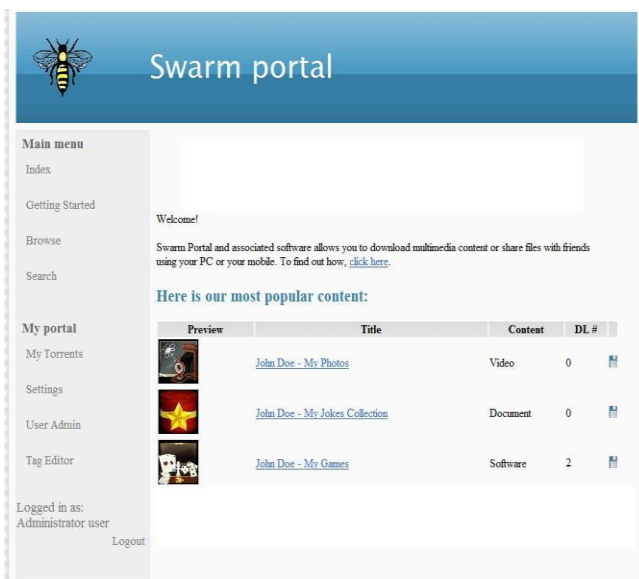 Swarm portal
Main menu
Index
Getting Started
Browse
Search
My portal
My Torrents
Settings
User Admin
Tag Editor
Logged in as:
Administrator user
Logout
Welcome!
Swarm Portal and associated software allows you to download multimedia content or share files with friends
using your PC or your mobile. To find out how, click here.
Here is our most popular content:
Preview Title Content DL #
John Doe - My Photos Video 0
John Doe - My Jokes Collection Document 0
John Doe - My Games Software 2